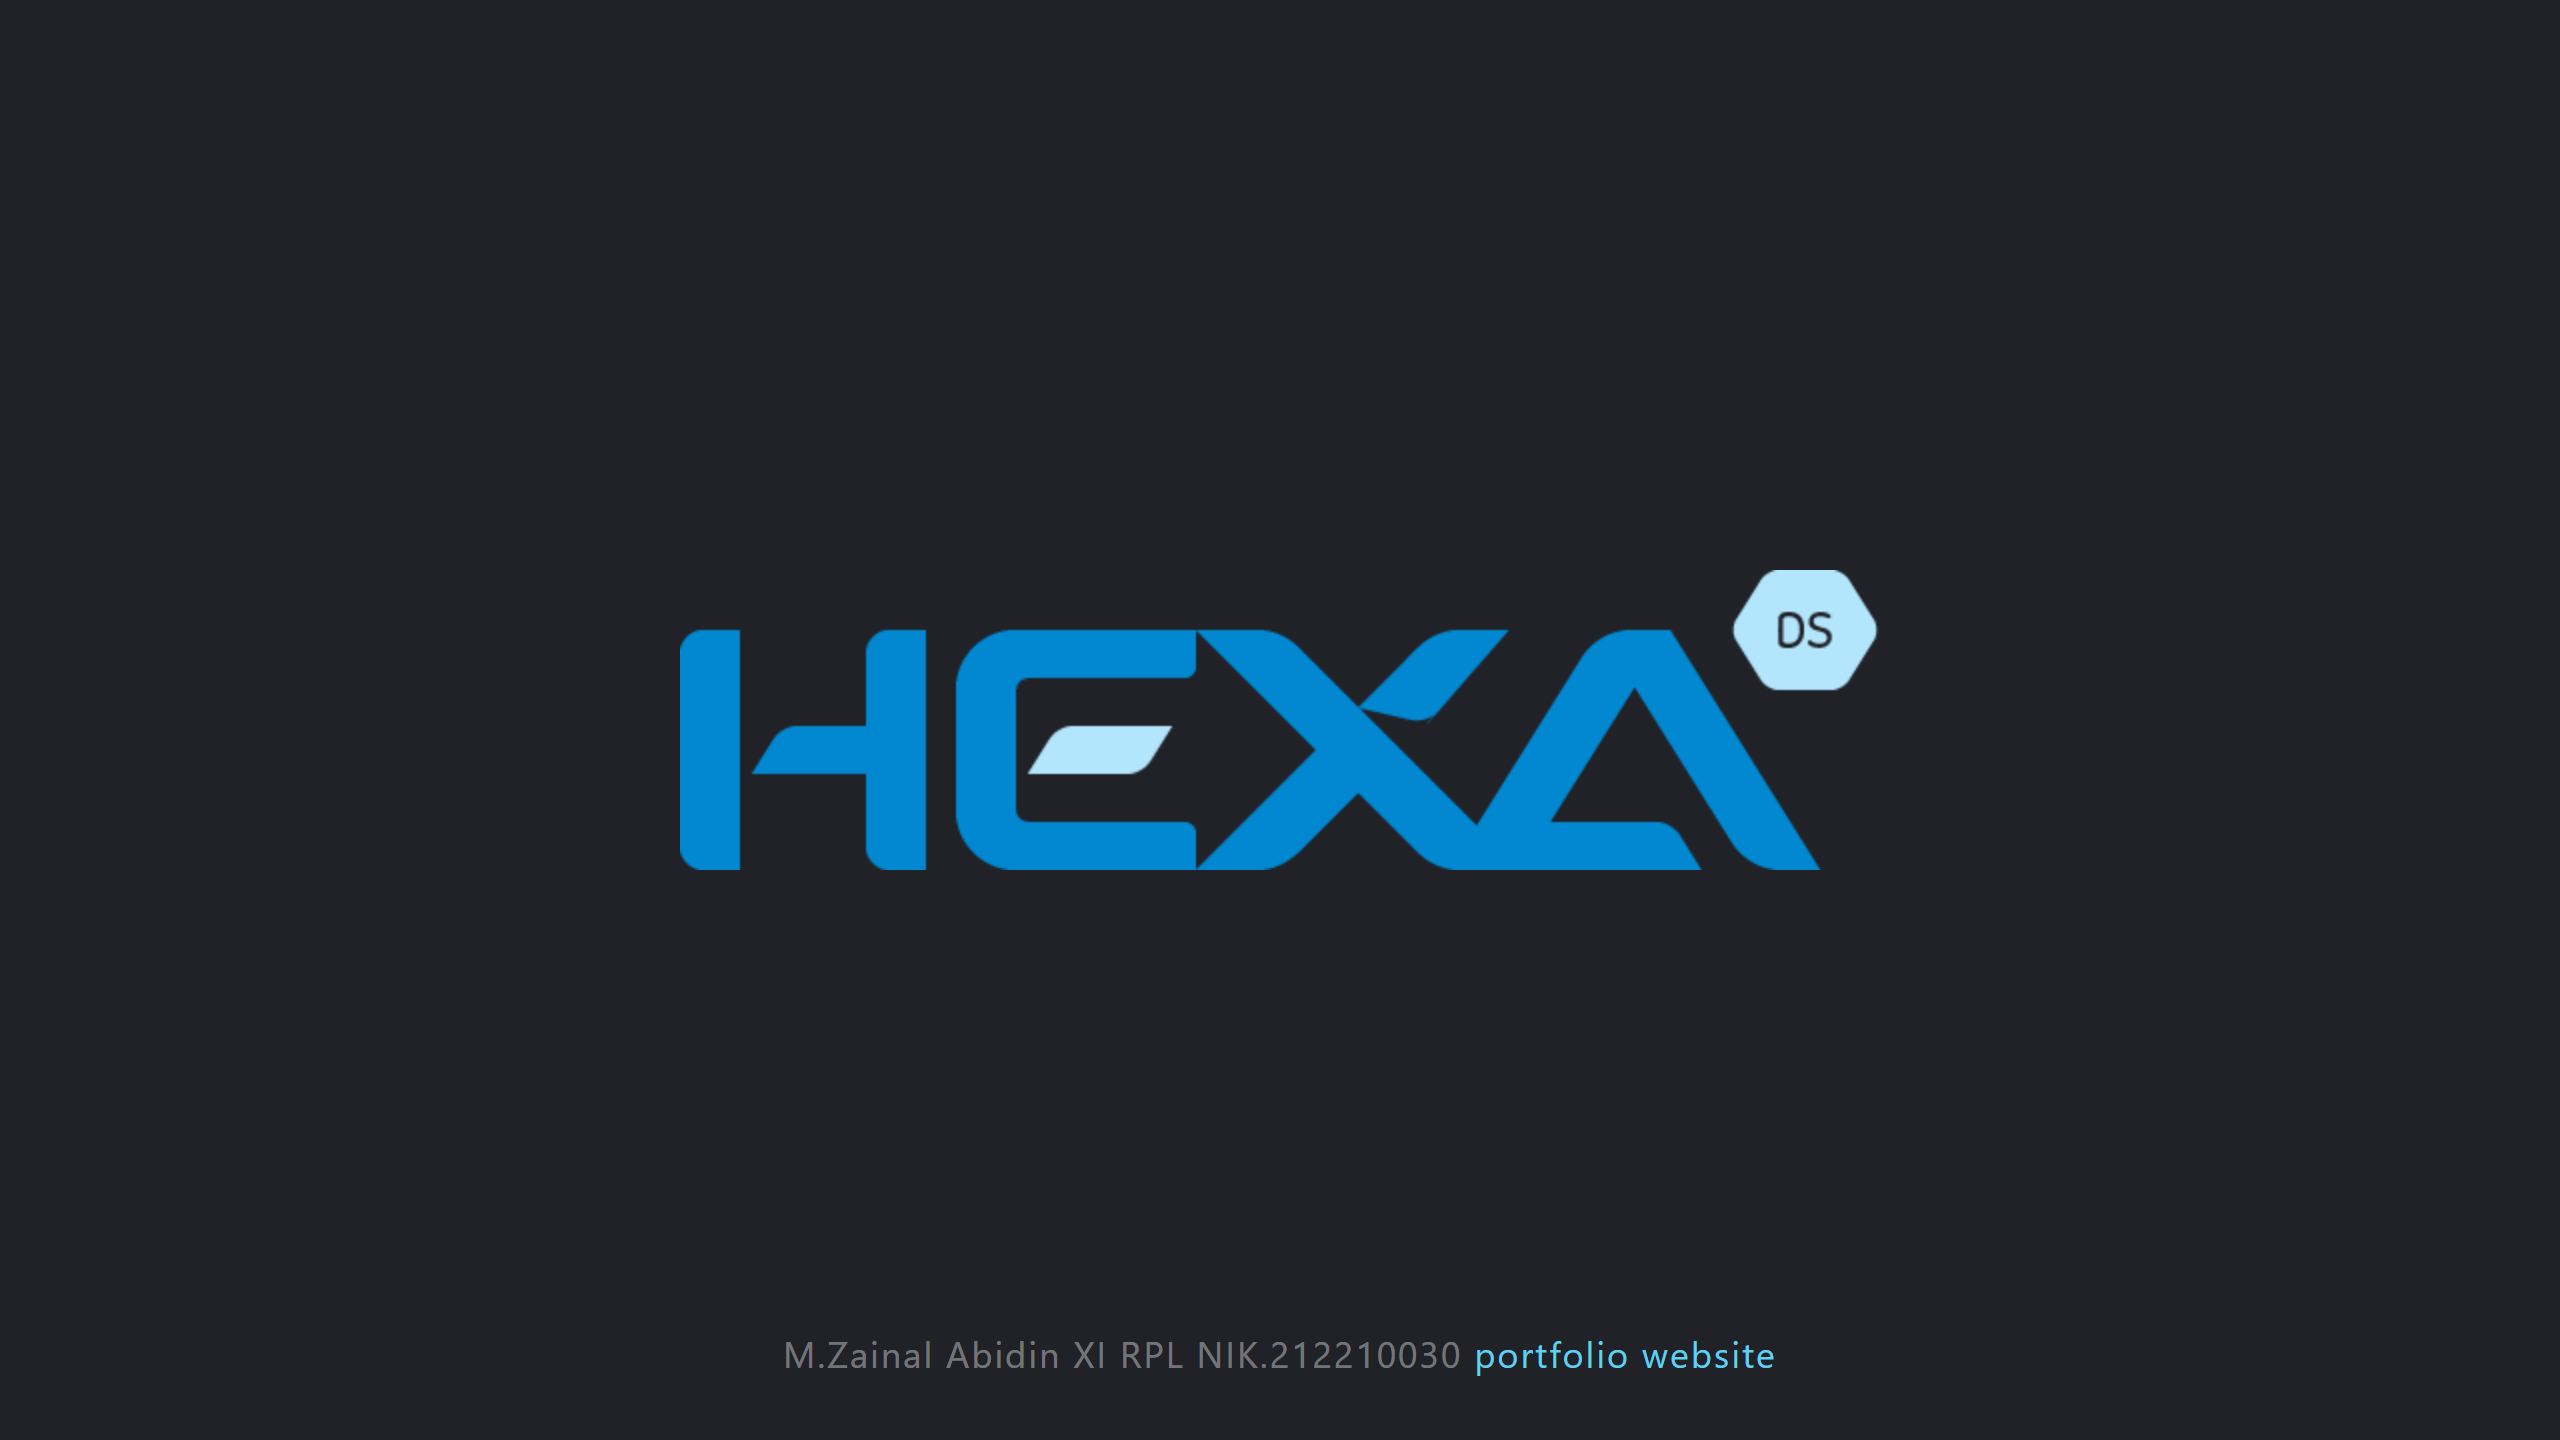 HEXA DS
M.Zainal Abidin XI RPL NIK.212210030 portfolio website